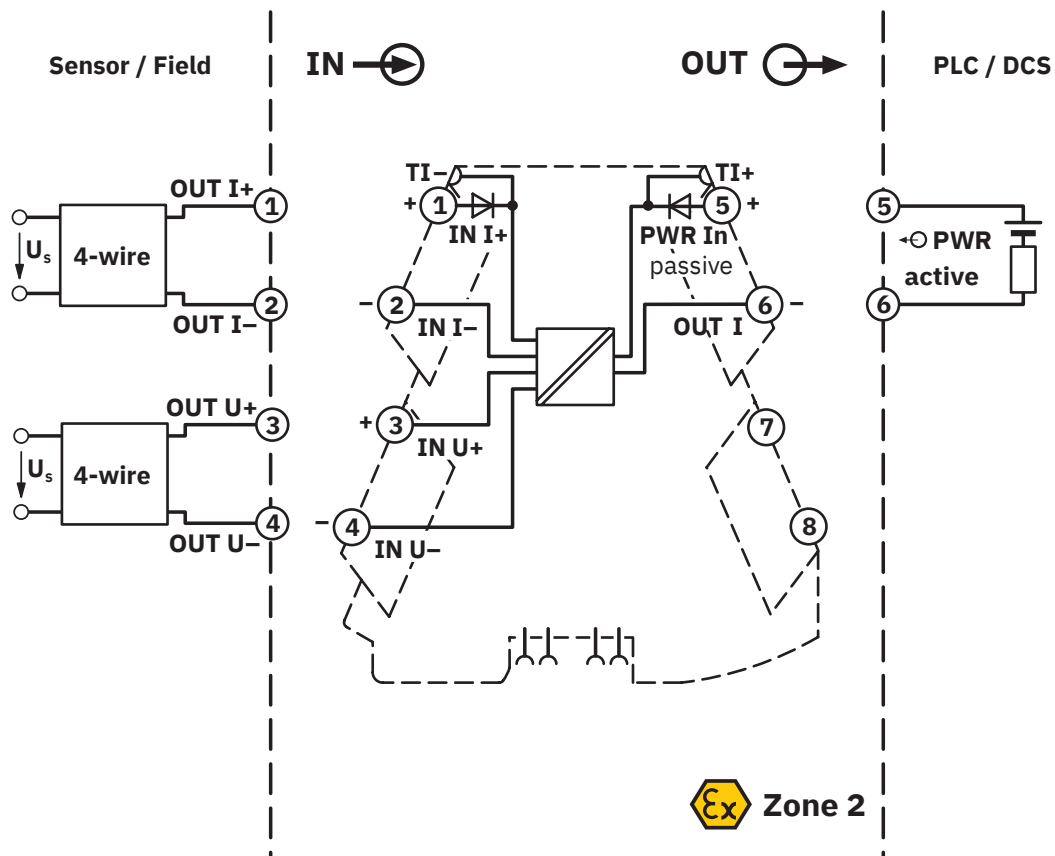 Sensor / Field
IN
OUT
PLC / DCS
OUT I+
1
Us
4-wire
2
OUT I–
OUT U+
3
Us
4-wire
4
OUT U–
TI–
+ 1
IN I+
– 2
IN I–
+ 3
IN U+
– 4
IN U–
TI+
5 +
PWR In
passive
6 –
OUT I
7
8
5
PWR
active
6
Ex Zone 2